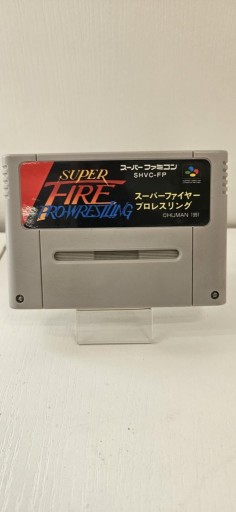 SUPER
FIRE
PROWRESTLING
スーパーファミコン
SHVC-FP
スーパーファイヤー
プロレスリング
©HUMAN 1991